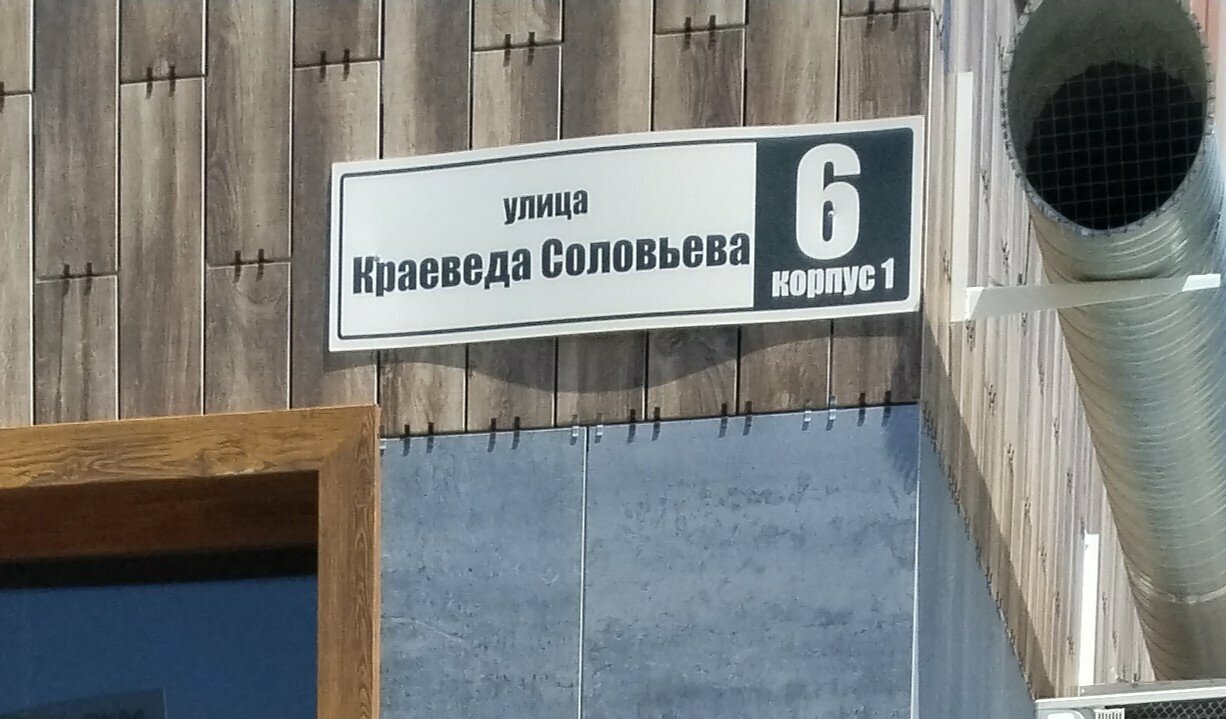 улица
Краеведа Соловьева
6
корпус 1